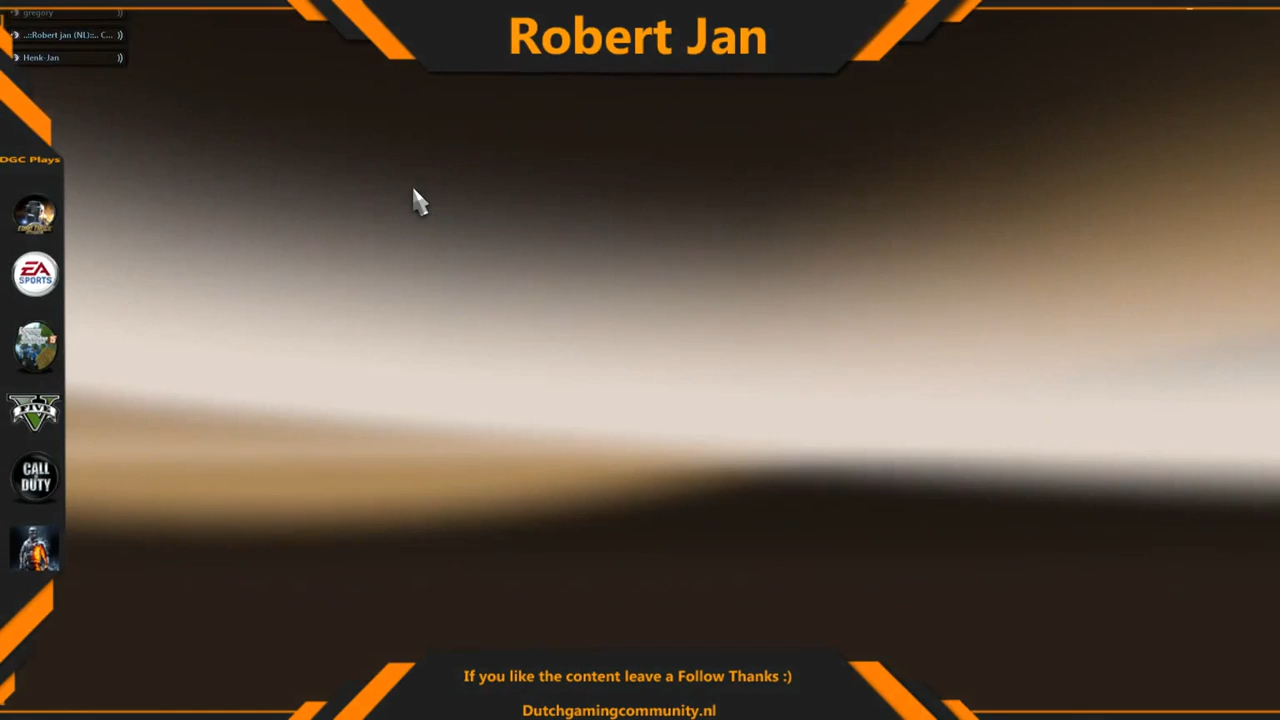 gregory
Robert Jan
..::Robert jan (NL)::.. C...
Henk-Jan
DGC Plays
EA
SPORTS
FIVE
CALL
DUTY
If you like the content leave a Follow Thanks :)
Dutchgamingcommunity.nl